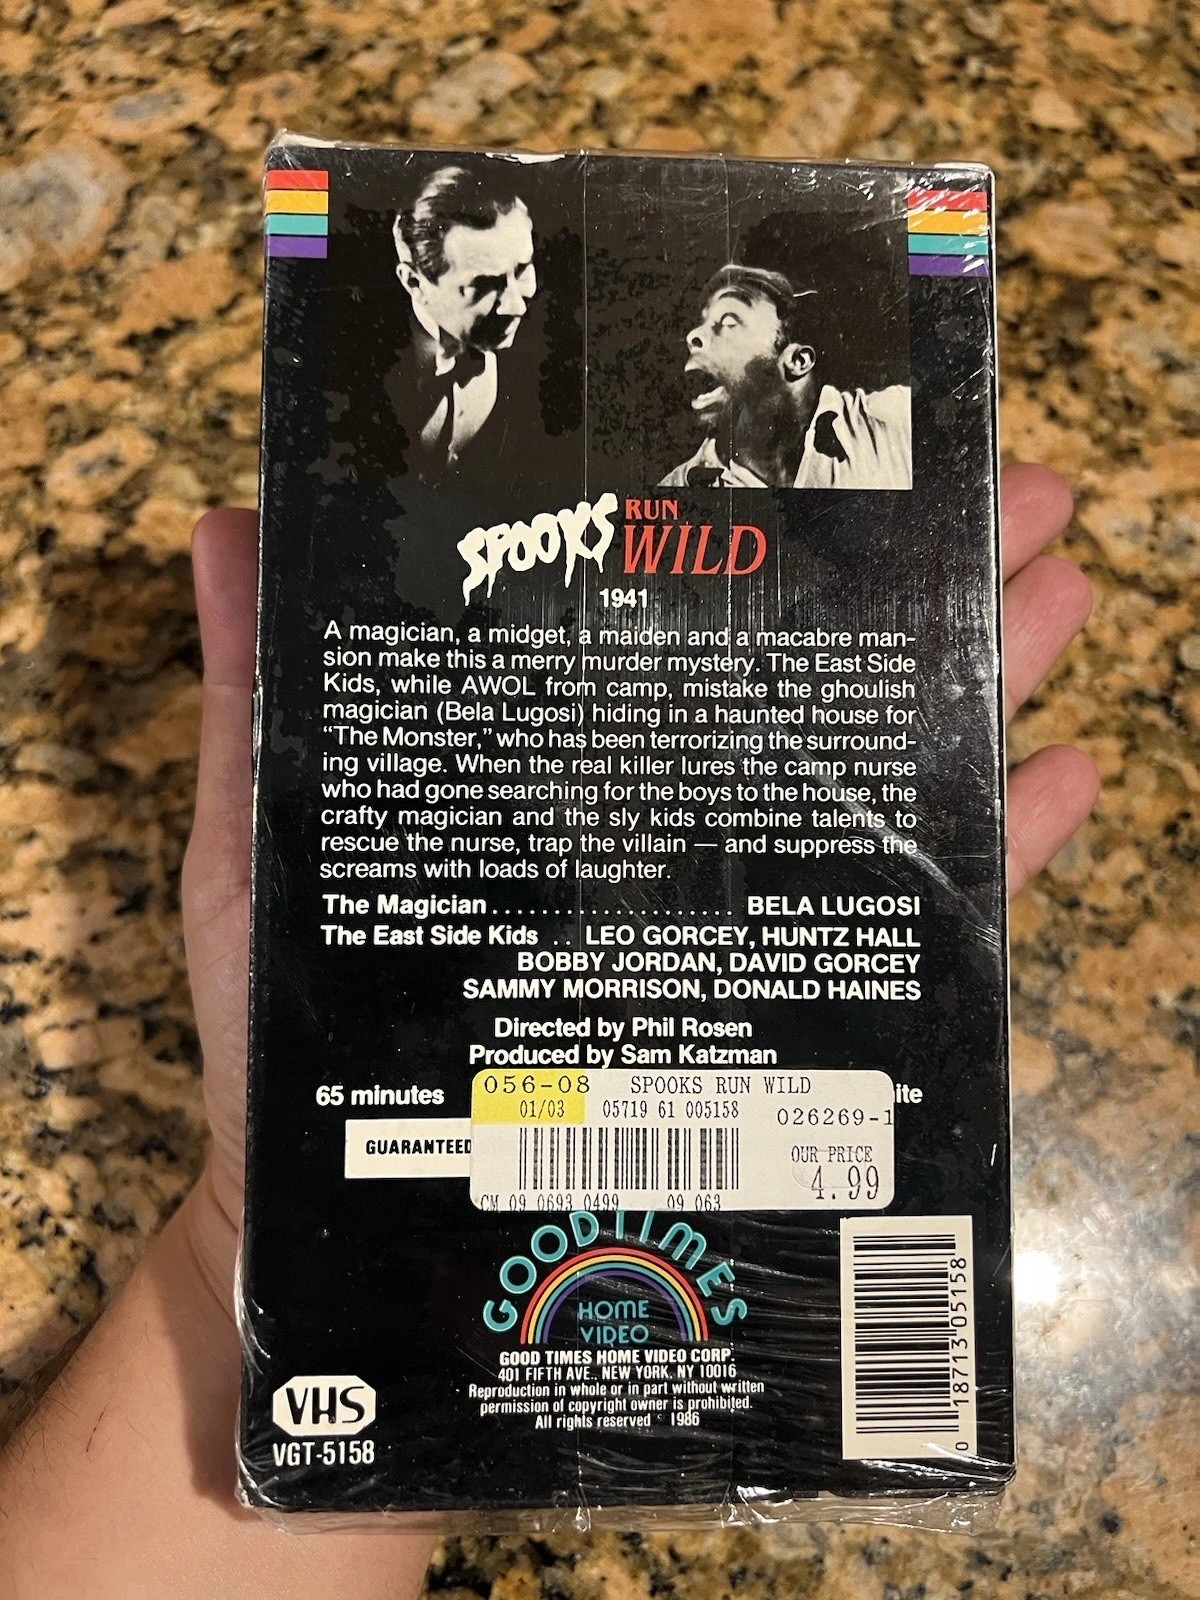 SPOOKS RUN WILD
1941
A magician, a midget, a maiden and a macabre man-
sion make this a merry murder mystery. The East Side
Kids, while AWOL from camp, mistake the ghoulish
magician (Bela Lugosi) hiding in a haunted house for
“The Monster,” who has been terrorizing the surround-
ing village. When the real killer lures the camp nurse
who had gone searching for the boys to the house, the
crafty magician and the sly kids combine talents to
rescue the nurse, trap the villain — and suppress the
screams with loads of laughter.
The Magician.................... BELA LUGOSI
The East Side Kids .. LEO GORCEY, HUNTZ HALL
BOBBY JORDAN, DAVID GORCEY
SAMMY MORRISON, DONALD HAINES
Directed by Phil Rosen
Produced by Sam Katzman
65 minutes
ite
056-08 SPOOKS RUN WILD
01/03 05719 61 005158 026269-1
OUR PRICE
4.99
CM 09 0693 0499 09 063
GUARANTEED
GOODTIMES
HOME
VIDEO
GOOD TIMES HOME VIDEO CORP.
401 FIFTH AVE., NEW YORK, NY 10016
Reproduction in whole or in part without written
permission of copyright owner is prohibited.
All rights reserved © 1986
VHS
VGT-5158
0 18713 05158 0